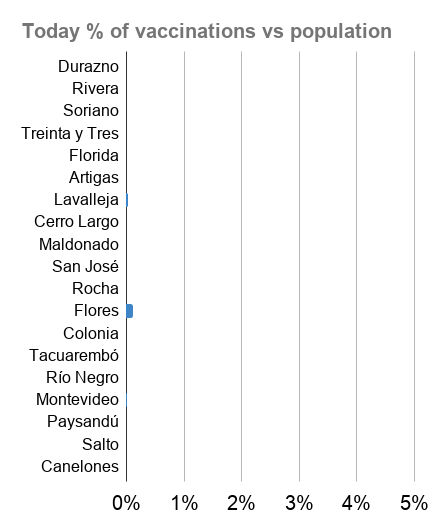 Today % of vaccinations vs population
Durazno
Rivera
Soriano
Treinta y Tres
Florida
Artigas
Lavalleja
Cerro Largo
Maldonado
San José
Rocha
Flores
Colonia
Tacuarembó
Río Negro
Montevideo
Paysandú
Salto
Canelones
0% 1% 2% 3% 4% 5%